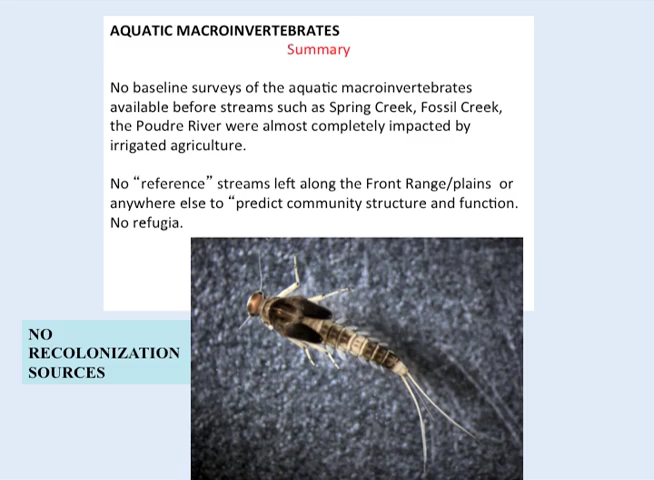 AQUATIC MACROINVERTEBRATES
Summary
No baseline surveys of the aquatic macroinvertebrates
available before streams such as Spring Creek, Fossil Creek,
the Poudre River were almost completely impacted by
irrigated agriculture.
No “reference” streams left along the Front Range/plains or
anywhere else to “predict community structure and function.
No refugia.
NO
RECOLONIZATION
SOURCES